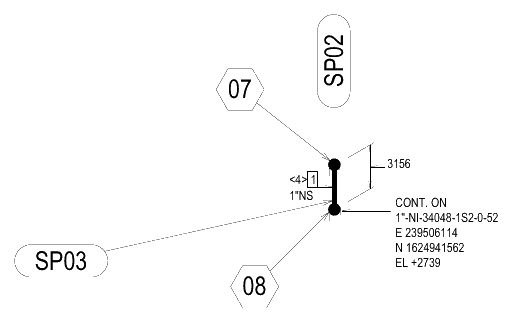 SP02
07
3156
<4> 1
1"NS
CONT. ON
1"-NI-34048-1S2-0-52
E 239506114
N 1624941562
EL +2739
SP03
08